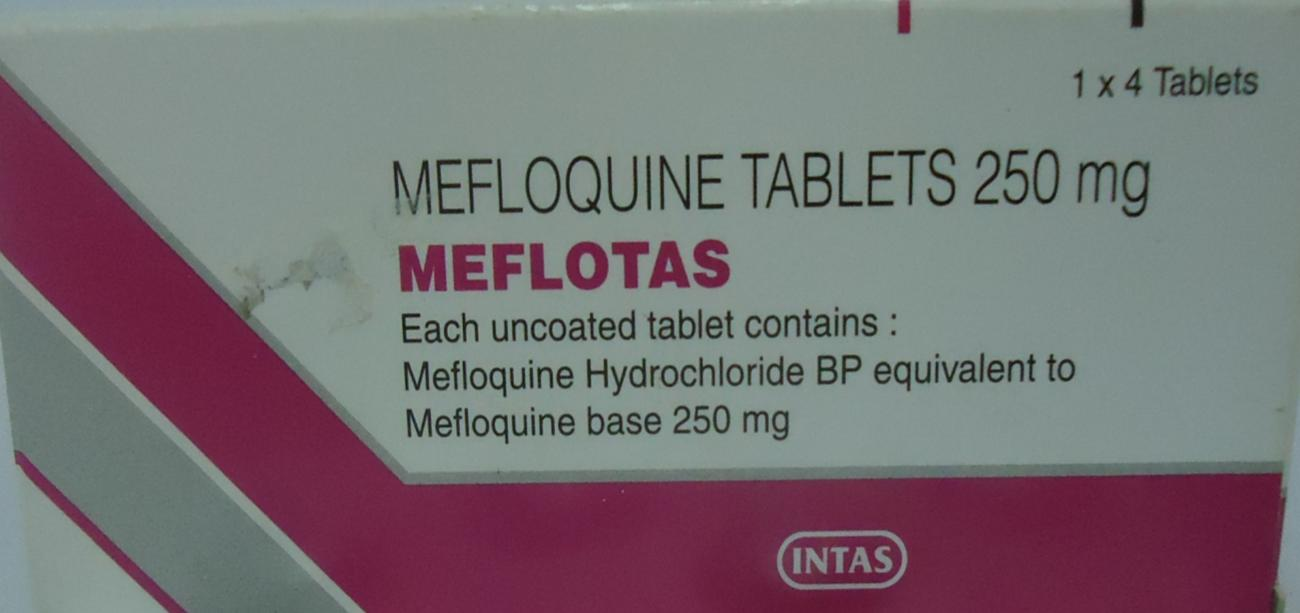 1 x 4 Tablets
MEFLOQUINE TABLETS 250 mg
MEFLOTAS
Each uncoated tablet contains :
Mefloquine Hydrochloride BP equivalent to
Mefloquine base 250 mg
INTAS